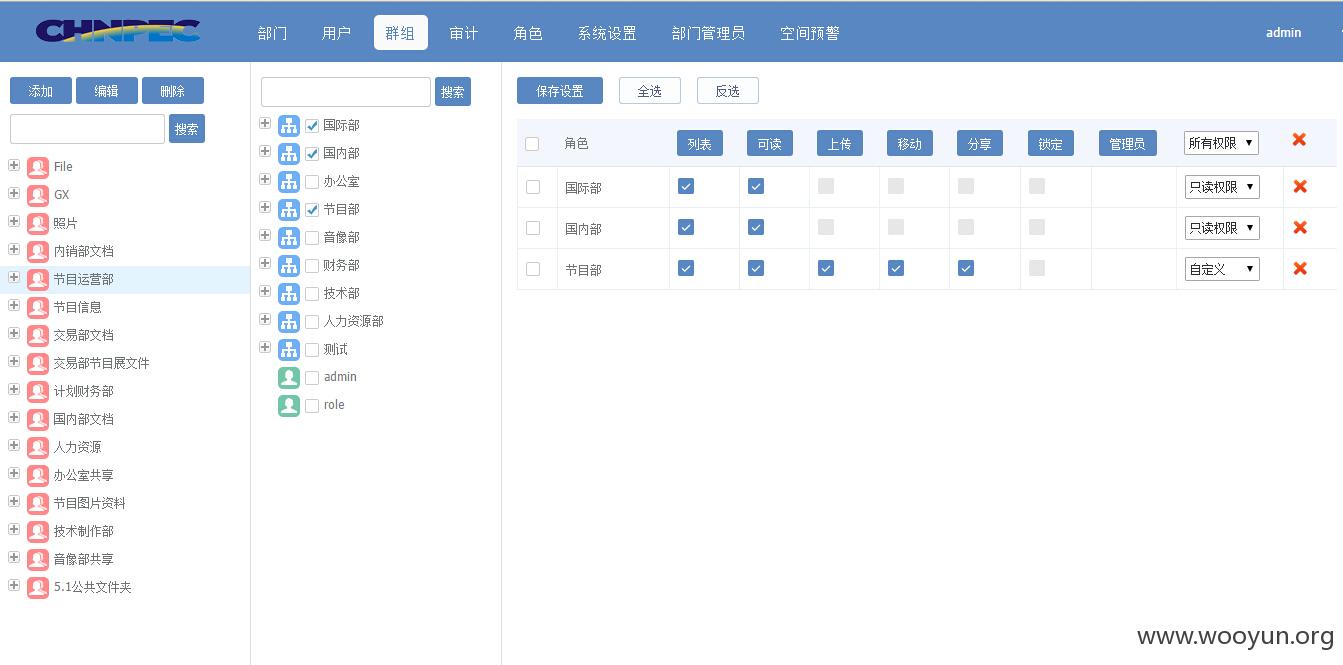 CHNPEC 部门 用户 群组 审计 角色 系统设置 部门管理员 空间预警 admin
添加 编辑 删除
搜索
File
GX
照片
内销部文档
节目运营部
节目信息
交易部文档
交易部节目展文件
计划财务部
国内部文档
人力资源
办公室共享
节目图片资料
技术制作部
音像部共享
5.1公共文件夹
搜索
国际部
国内部
办公室
节目部
音像部
财务部
技术部
人力资源部
测试
admin
role
保存设置 全选 反选
角色 列表 可读 上传 移动 分享 锁定 管理员 所有权限
国际部 只读权限
国内部 只读权限
节目部 自定义
www.wooyun.org